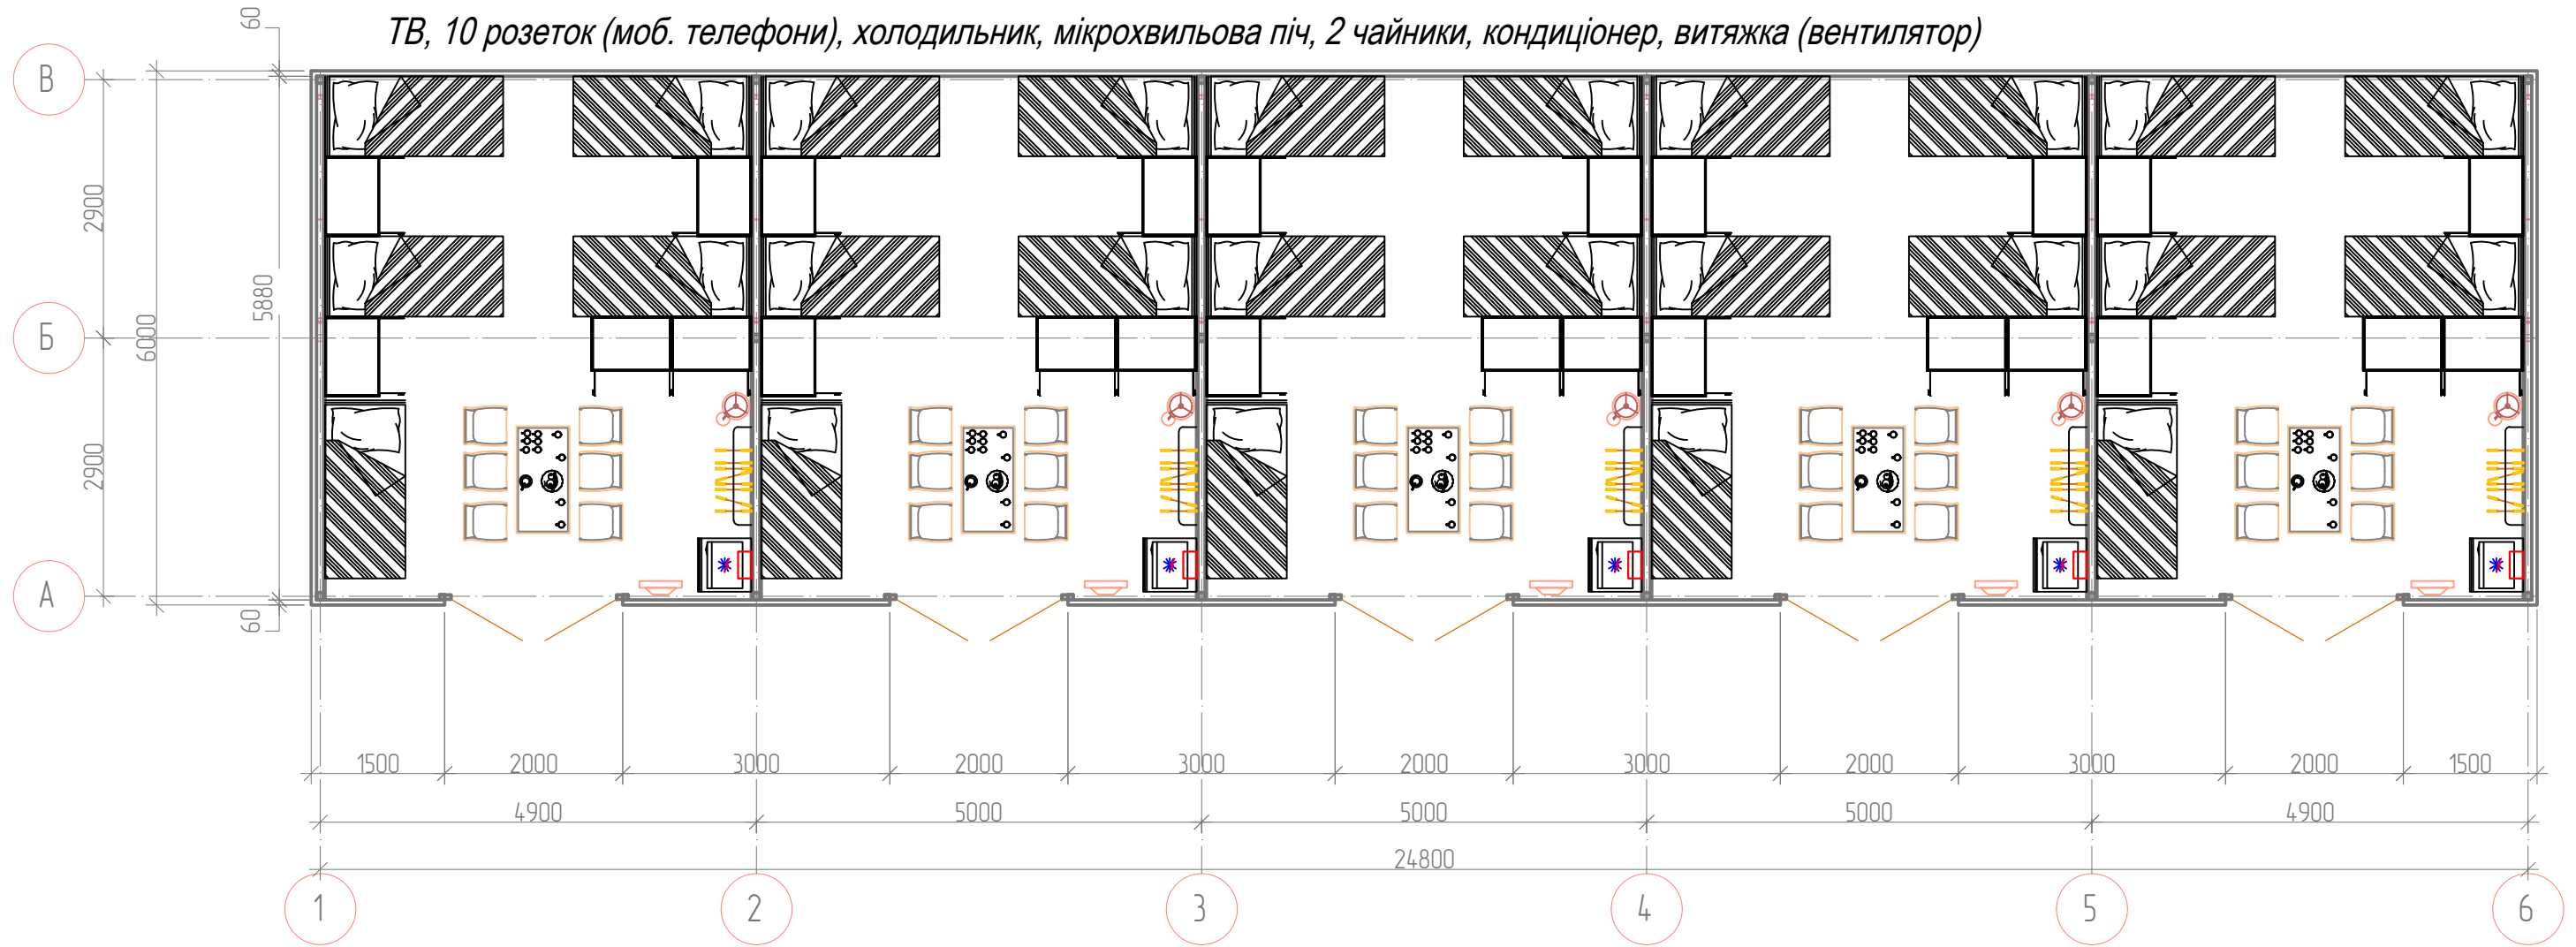 60
ТВ, 10 розеток (моб. телефони), холодильник, мікрохвильова піч, 2 чайники, кондиціонер, витяжка (вентилятор)
В
2900
5880
6000
Б
2900
А
60
1500 2000 3000 2000 3000 2000 3000 2000 3000 2000 1500
4900 5000 5000 5000 4900
24800
1 2 3 4 5 6